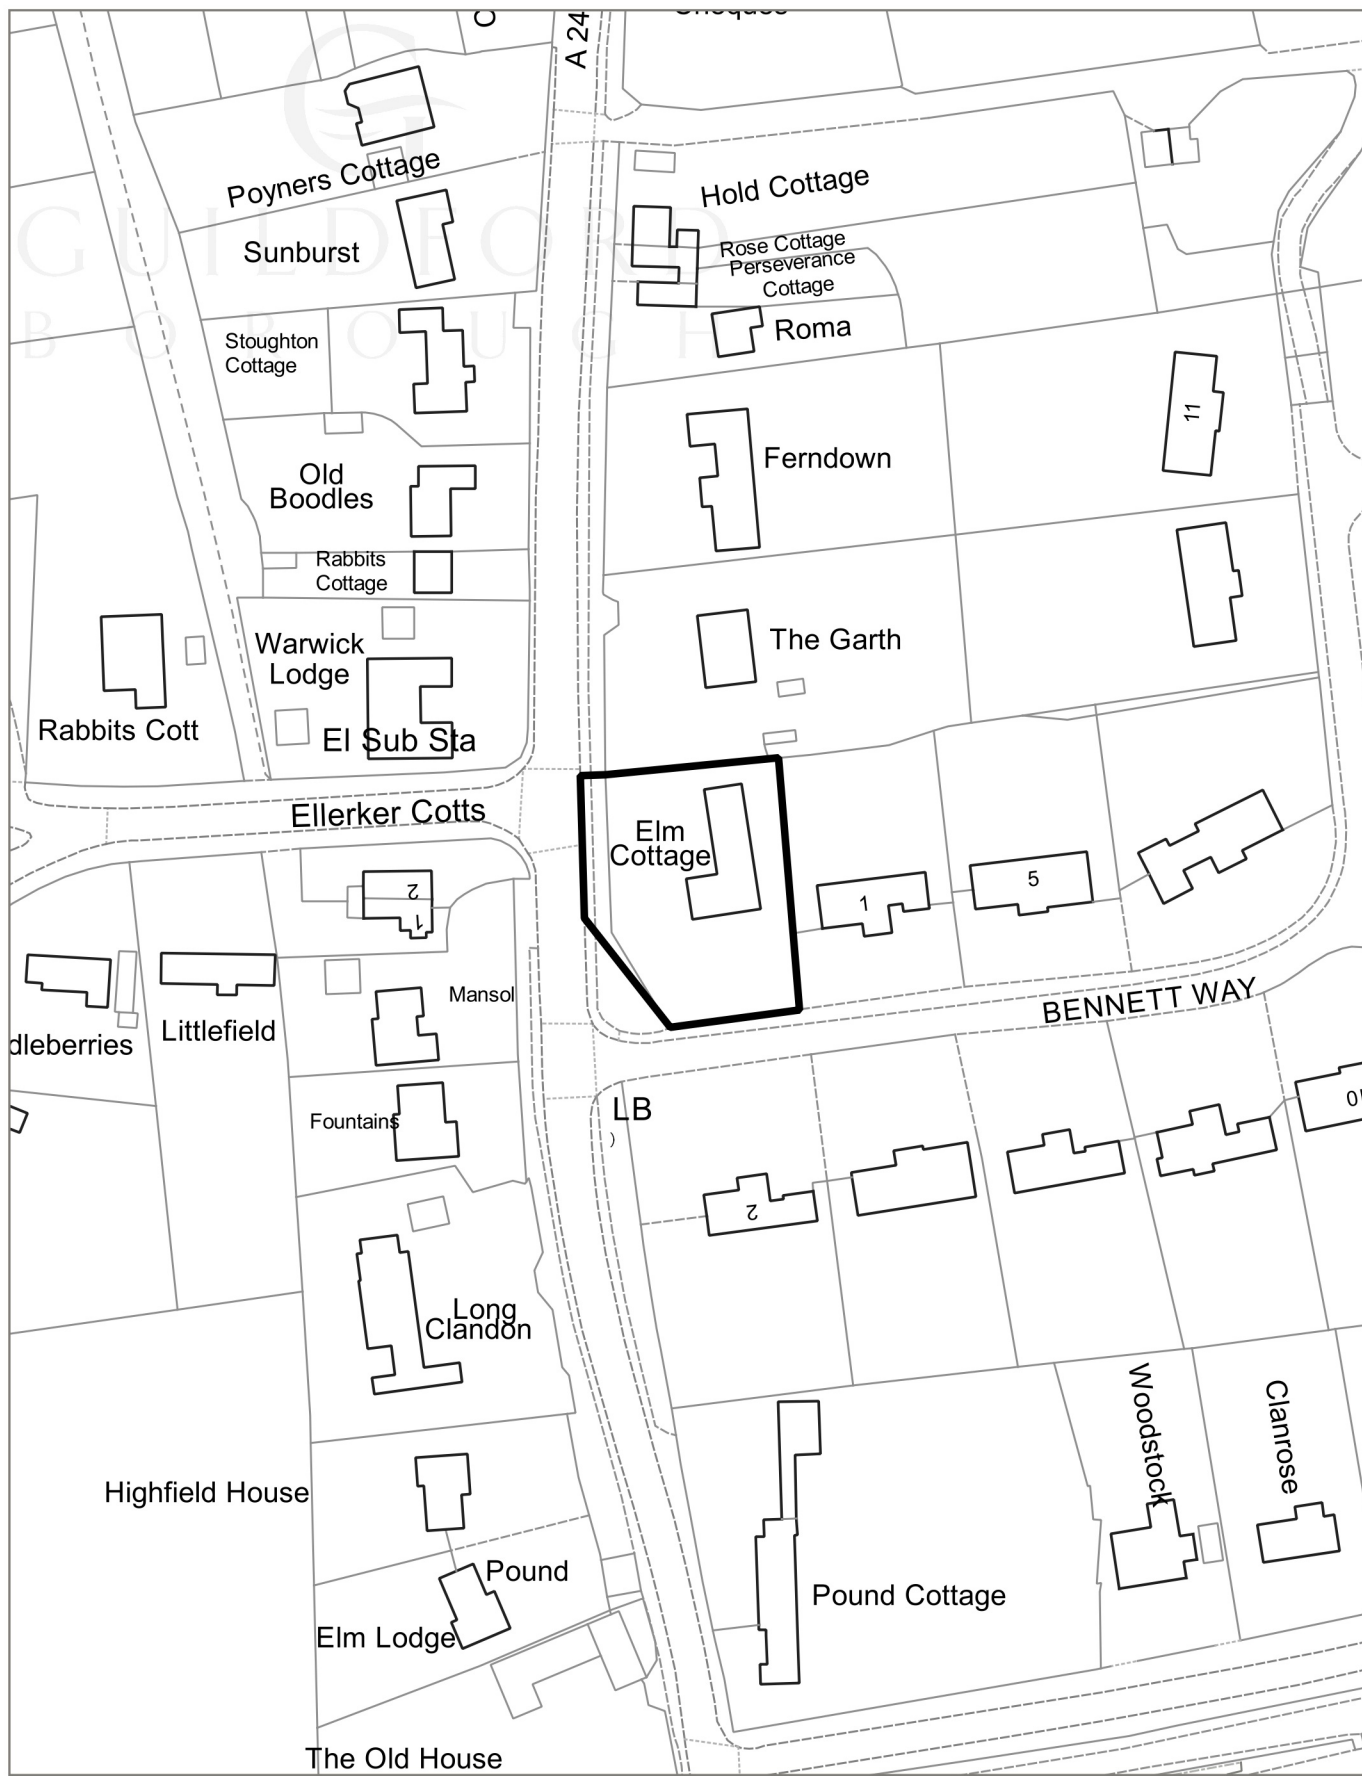 A 24
Poyners Cottage
Hold Cottage
GUILDFORD
Sunburst
Rose Cottage
Perseverance
Cottage
BOROUGH
Stoughton
Cottage
Roma
11
Ferndown
Old
Boodles
Rabbits
Cottage
Warwick
Lodge
The Garth
Rabbits Cott
El Sub Sta
Ellerker Cotts
Elm
Cottage
2
1
1
5
Mansol
BENNETT WAY
dleberries
Littlefield
LB
Fountains
2
10
Long
Clandon
Woodstock
Clanrose
Highfield House
Pound
Pound Cottage
Elm Lodge
The Old House